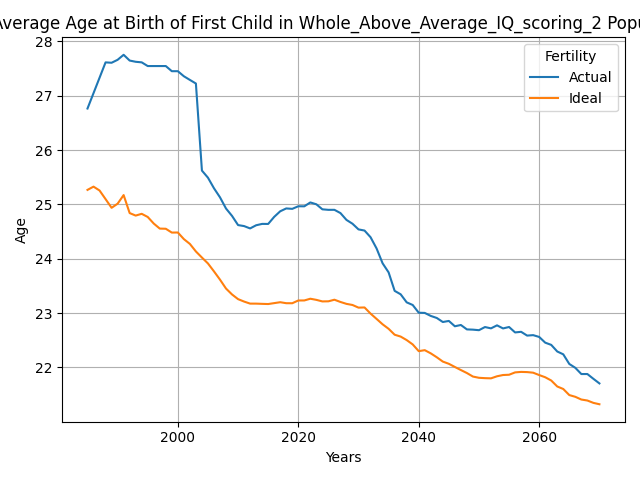 Average Age at Birth of First Child in Whole_Above_Average_IQ_scoring_2
Fertility
Actual
Ideal
28
27
26
25
24
23
22
Age
2000
2020
2040
2060
Years